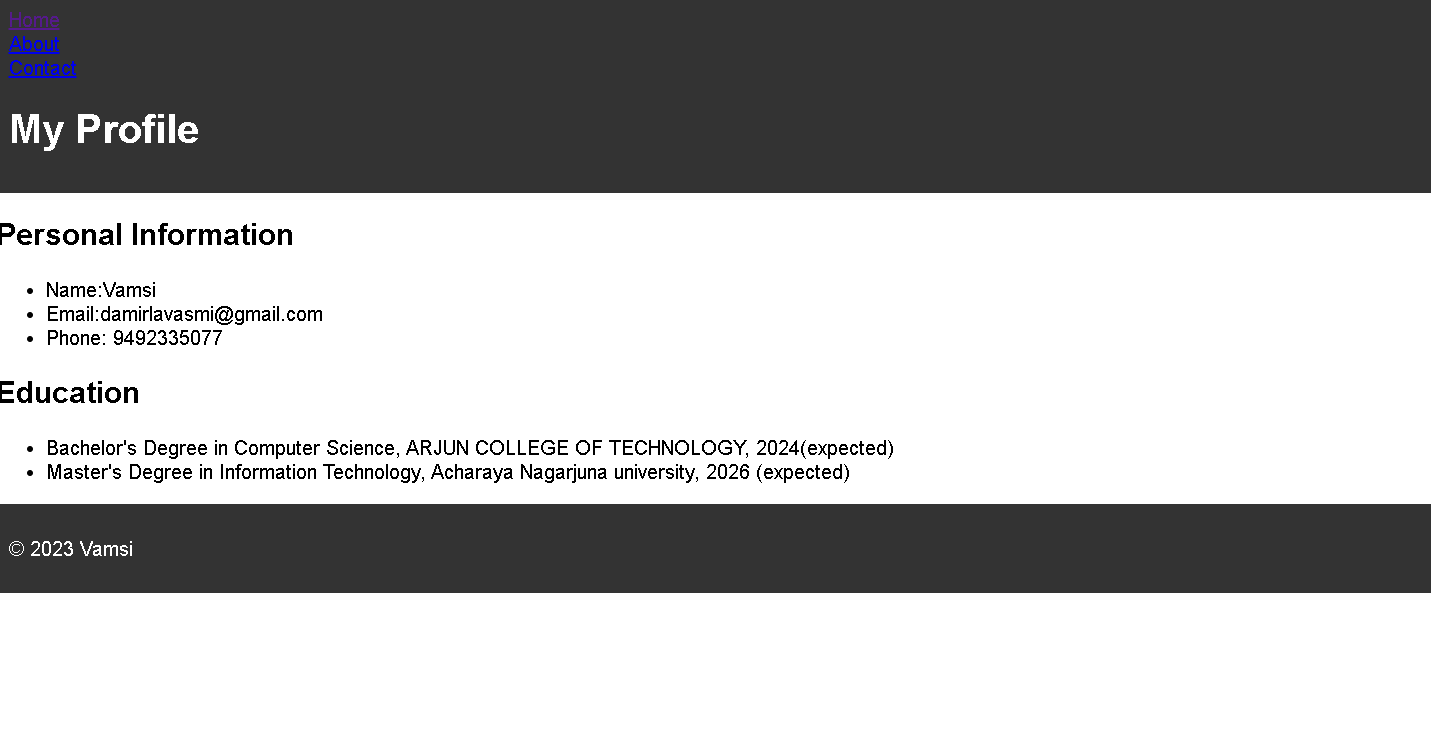 Home
About
Contact
My Profile
Personal Information
Name:Vamsi
Email:damirlavasmi@gmail.com
Phone: 9492335077
Education
Bachelor's Degree in Computer Science, ARJUN COLLEGE OF TECHNOLOGY, 2024(expected)
Master's Degree in Information Technology, Acharaya Nagarjuna university, 2026 (expected)
© 2023 Vamsi